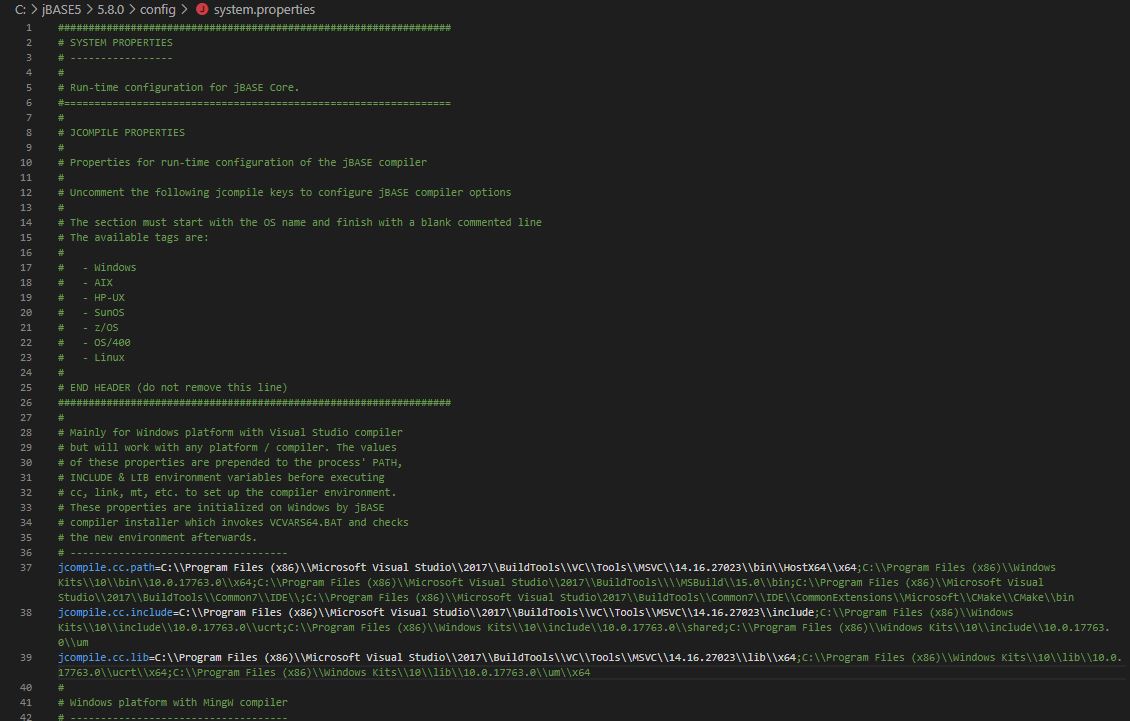 C: > jBASE5 > 5.8.0 > config > J system.properties
1 #################################################################
2 # SYSTEM PROPERTIES
3 # -----------------
4 #
5 # Run-time configuration for jBASE Core.
6 #================================================================
7 #
8 # JCOMPILE PROPERTIES
9 #
10 # Properties for run-time configuration of the jBASE compiler
11 #
12 # Uncomment the following jcompile keys to configure jBASE compiler options
13 #
14 # The section must start with the OS name and finish with a blank commented line
15 # The available tags are:
16 #
17 #   - Windows
18 #   - AIX
19 #   - HP-UX
20 #   - SunOS
21 #   - z/OS
22 #   - OS/400
23 #   - Linux
24 #
25 # END HEADER (do not remove this line)
26 #################################################################
27 #
28 # Mainly for Windows platform with Visual Studio compiler
29 # but will work with any platform / compiler. The values
30 # of these properties are prepended to the process' PATH,
31 # INCLUDE & LIB environment variables before executing
32 # cc, link, mt, etc. to set up the compiler environment.
33 # These properties are initialized on Windows by jBASE
34 # compiler installer which invokes VCVARS64.BAT and checks
35 # the new environment afterwards.
36 # ------------------------------------
37 jcompile.cc.path=C:\\Program Files (x86)\\Microsoft Visual Studio\\2017\\BuildTools\\VC\\Tools\\MSVC\\14.16.27023\\bin\\HostX64\\x64;C:\\Program Files (x86)\\Windows
Kits\\10\\bin\\10.0.17763.0\\x64;C:\\Program Files (x86)\\Microsoft Visual Studio\\2017\\BuildTools\\\\MSBuild\\15.0\\bin;C:\\Program Files (x86)\\Microsoft Visual
Studio\\2017\\BuildTools\\Common7\\IDE\\;C:\\Program Files (x86)\\Microsoft Visual Studio\2017\\BuildTools\\Common7\\IDE\\CommonExtensions\\Microsoft\\CMake\\CMake\\bin
38 jcompile.cc.include=C:\\Program Files (x86)\\Microsoft Visual Studio\\2017\\BuildTools\\VC\\Tools\\MSVC\\14.16.27023\\include;C:\\Program Files (x86)\\Windows
Kits\\10\\include\\10.0.17763.0\\ucrt;C:\\Program Files (x86)\\Windows Kits\\10\\include\\10.0.17763.0\\shared;C:\\Program Files (x86)\\Windows Kits\\10\\include\\10.0.17763.
0\\um
39 jcompile.cc.lib=C:\\Program Files (x86)\\Microsoft Visual Studio\\2017\\BuildTools\\VC\\Tools\\MSVC\\14.16.27023\\lib\\x64;C:\\Program Files (x86)\\Windows Kits\\10\\lib\\10.0.
17763.0\\ucrt\\x64;C:\\Program Files (x86)\\Windows Kits\\10\\lib\\10.0.17763.0\\um\\x64
40 #
41 # Windows platform with MingW compiler
42 # ------------------------------------